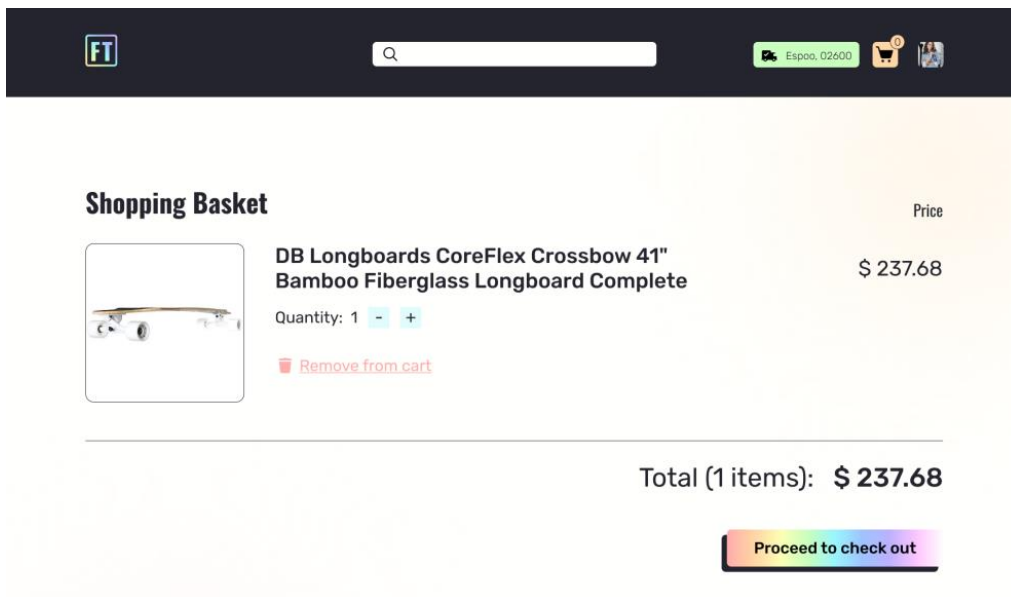 FT
Espoo, 02600
0
Shopping Basket
Price
DB Longboards CoreFlex Crossbow 41"
Bamboo Fiberglass Longboard Complete
$ 237.68
Quantity: 1 - +
Remove from cart
Total (1 items): $ 237.68
Proceed to check out